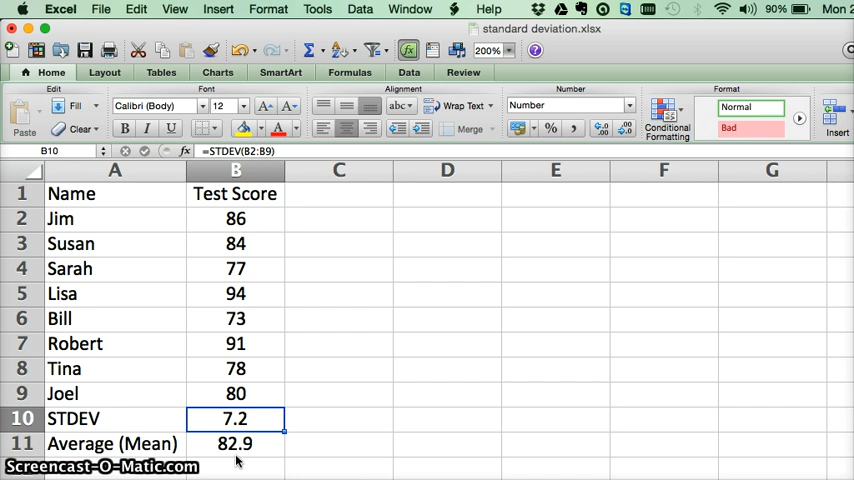 Excel File Edit View Insert Format Tools Data Window Help 90% Mon 2
standard deviation.xlsx
200%
Home Layout Tables Charts SmartArt Formulas Data Review
Edit Font Alignment Number Format
Paste Fill Calibri (Body) 12 abc Wrap Text Number Conditional Formatting Normal Insert
Clear B I U A Merge % Bad
B10 fx =STDEV(B2:B9)
A B C D E F G
1 Name Test Score
2 Jim 86
3 Susan 84
4 Sarah 77
5 Lisa 94
6 Bill 73
7 Robert 91
8 Tina 78
9 Joel 80
10 STDEV 7.2
11 Average (Mean) 82.9
Screencast-O-Matic.com